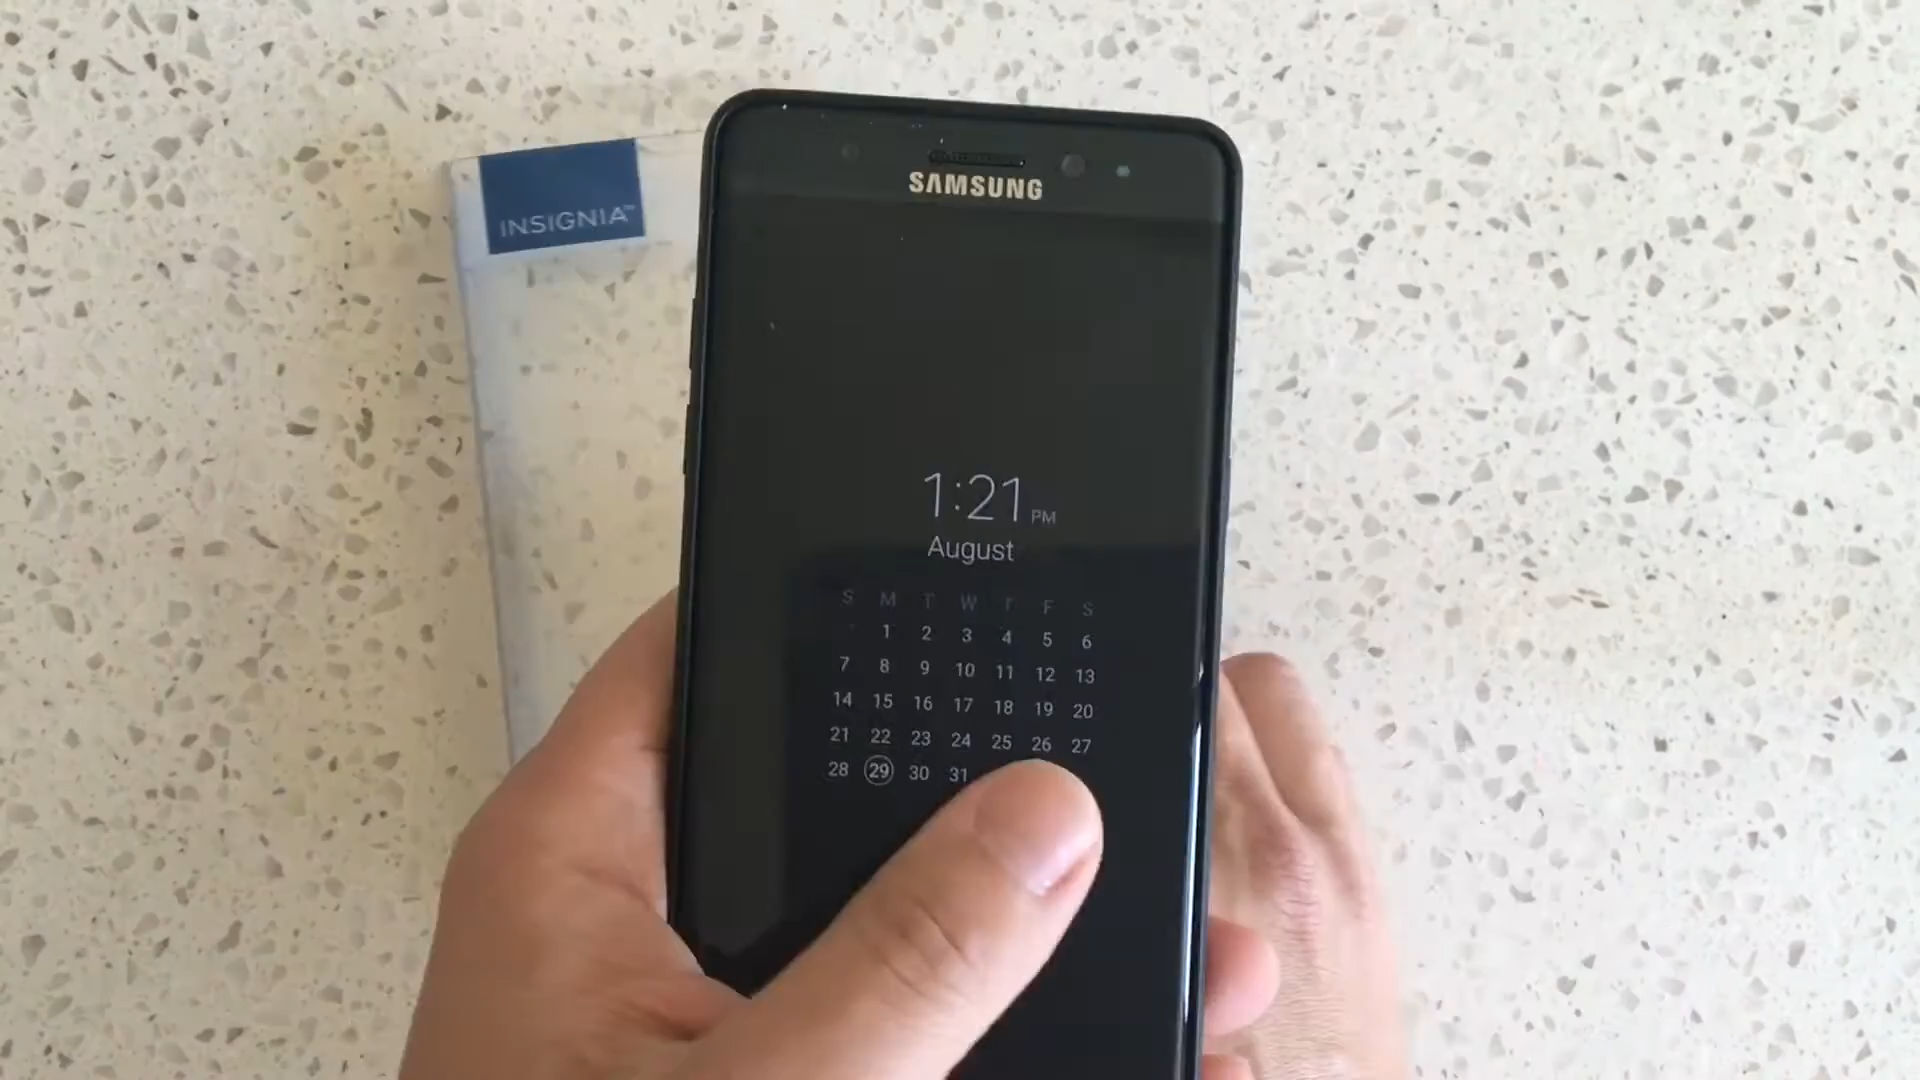 INSIGNIA™
SAMSUNG
1:21 PM
August
S M T W T F S
1 2 3 4 5 6
7 8 9 10 11 12 13
14 15 16 17 18 19 20
21 22 23 24 25 26 27
28 29 30 31